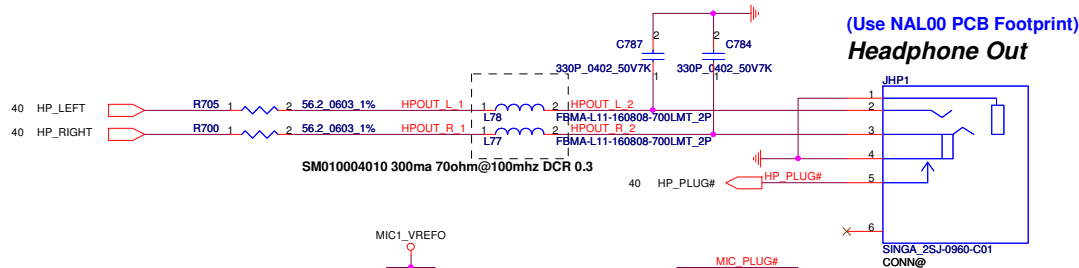 (Use NAL00 PCB Footprint)
Headphone Out
2 2
C787 C784
330P_0402_50V7K 330P_0402_50V7K
1 1
JHP1
40 HP_LEFT R705 1 2 56.2_0603_1% HPOUT_L_1 1 2 HPOUT_L_2 1
2
L78 FBMA-L11-160808-700LMT_2P
40 HP_RIGHT R700 1 2 56.2_0603_1% HPOUT_R_1 1 2 HPOUT_R_2 3
L77 FBMA-L11-160808-700LMT_2P
4
SM010004010 300ma 70ohm@100mhz DCR 0.3
40 HP_PLUG# HP_PLUG# 5
6
SINGA_2SJ-0960-C01
CONN@
MIC1_VREFO
MIC_PLUG#